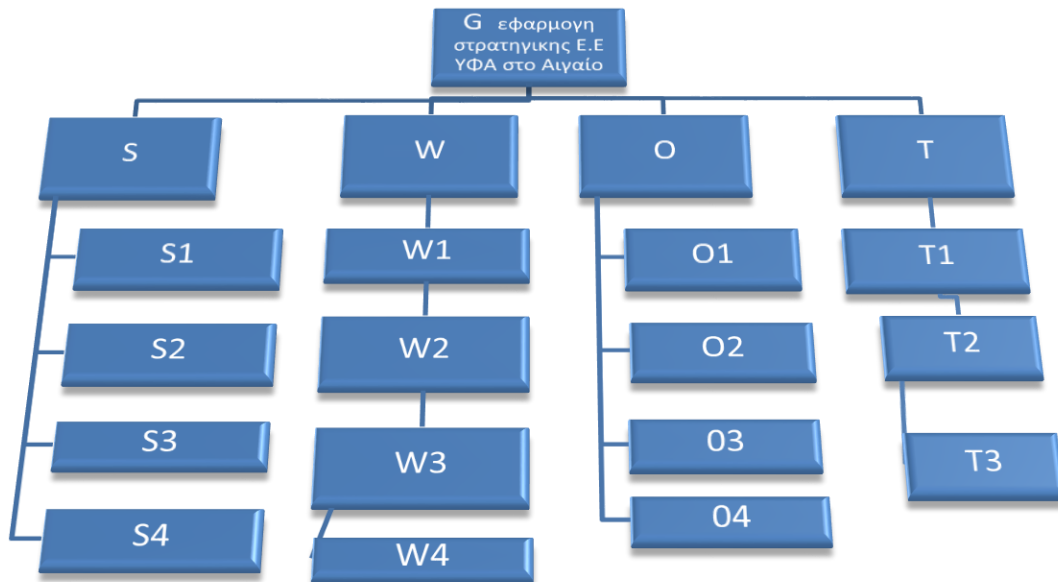 G εφαρμογη
στρατηγικης Ε.Ε
ΥΦΑ στο Αιγαίο
S
W
O
T
S1
W1
O1
T1
S2
W2
O2
T2
S3
W3
03
T3
S4
W4
04